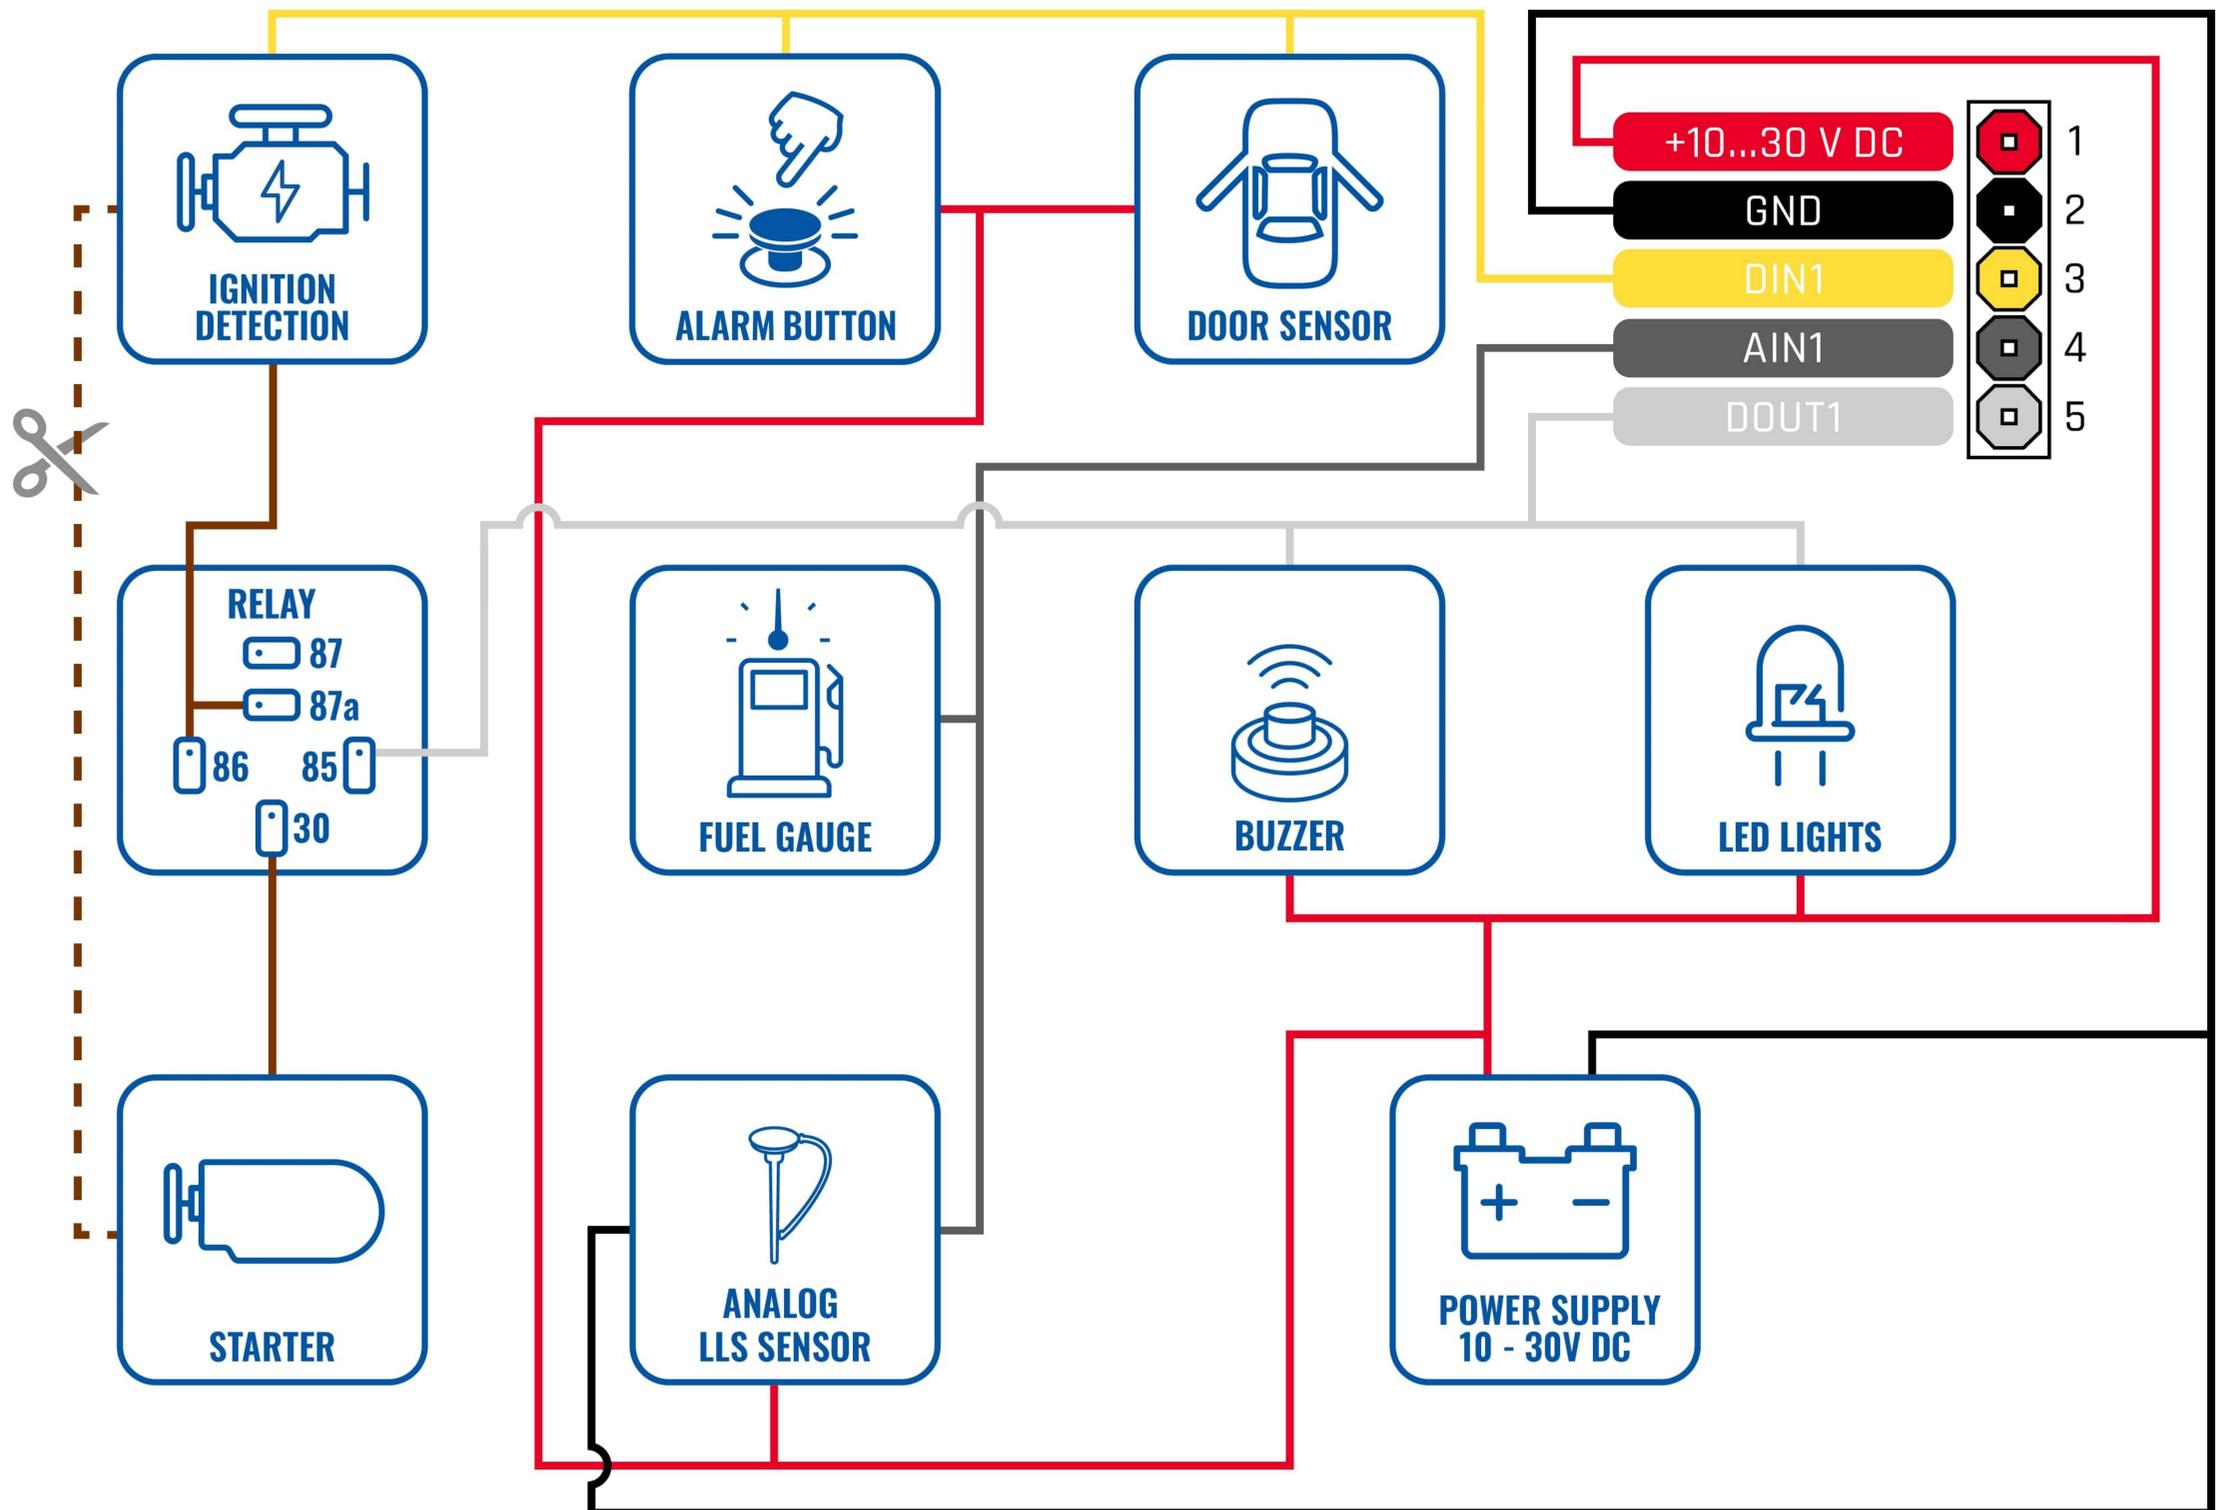 +10...30 V DC
1
GND
2
DIN1
3
AIN1
4
DOUT1
5
IGNITION
DETECTION
ALARM BUTTON
DOOR SENSOR
RELAY
87
87a
86
85
30
FUEL GAUGE
BUZZER
LED LIGHTS
STARTER
ANALOG
LLS SENSOR
+ −
POWER SUPPLY
10 - 30V DC